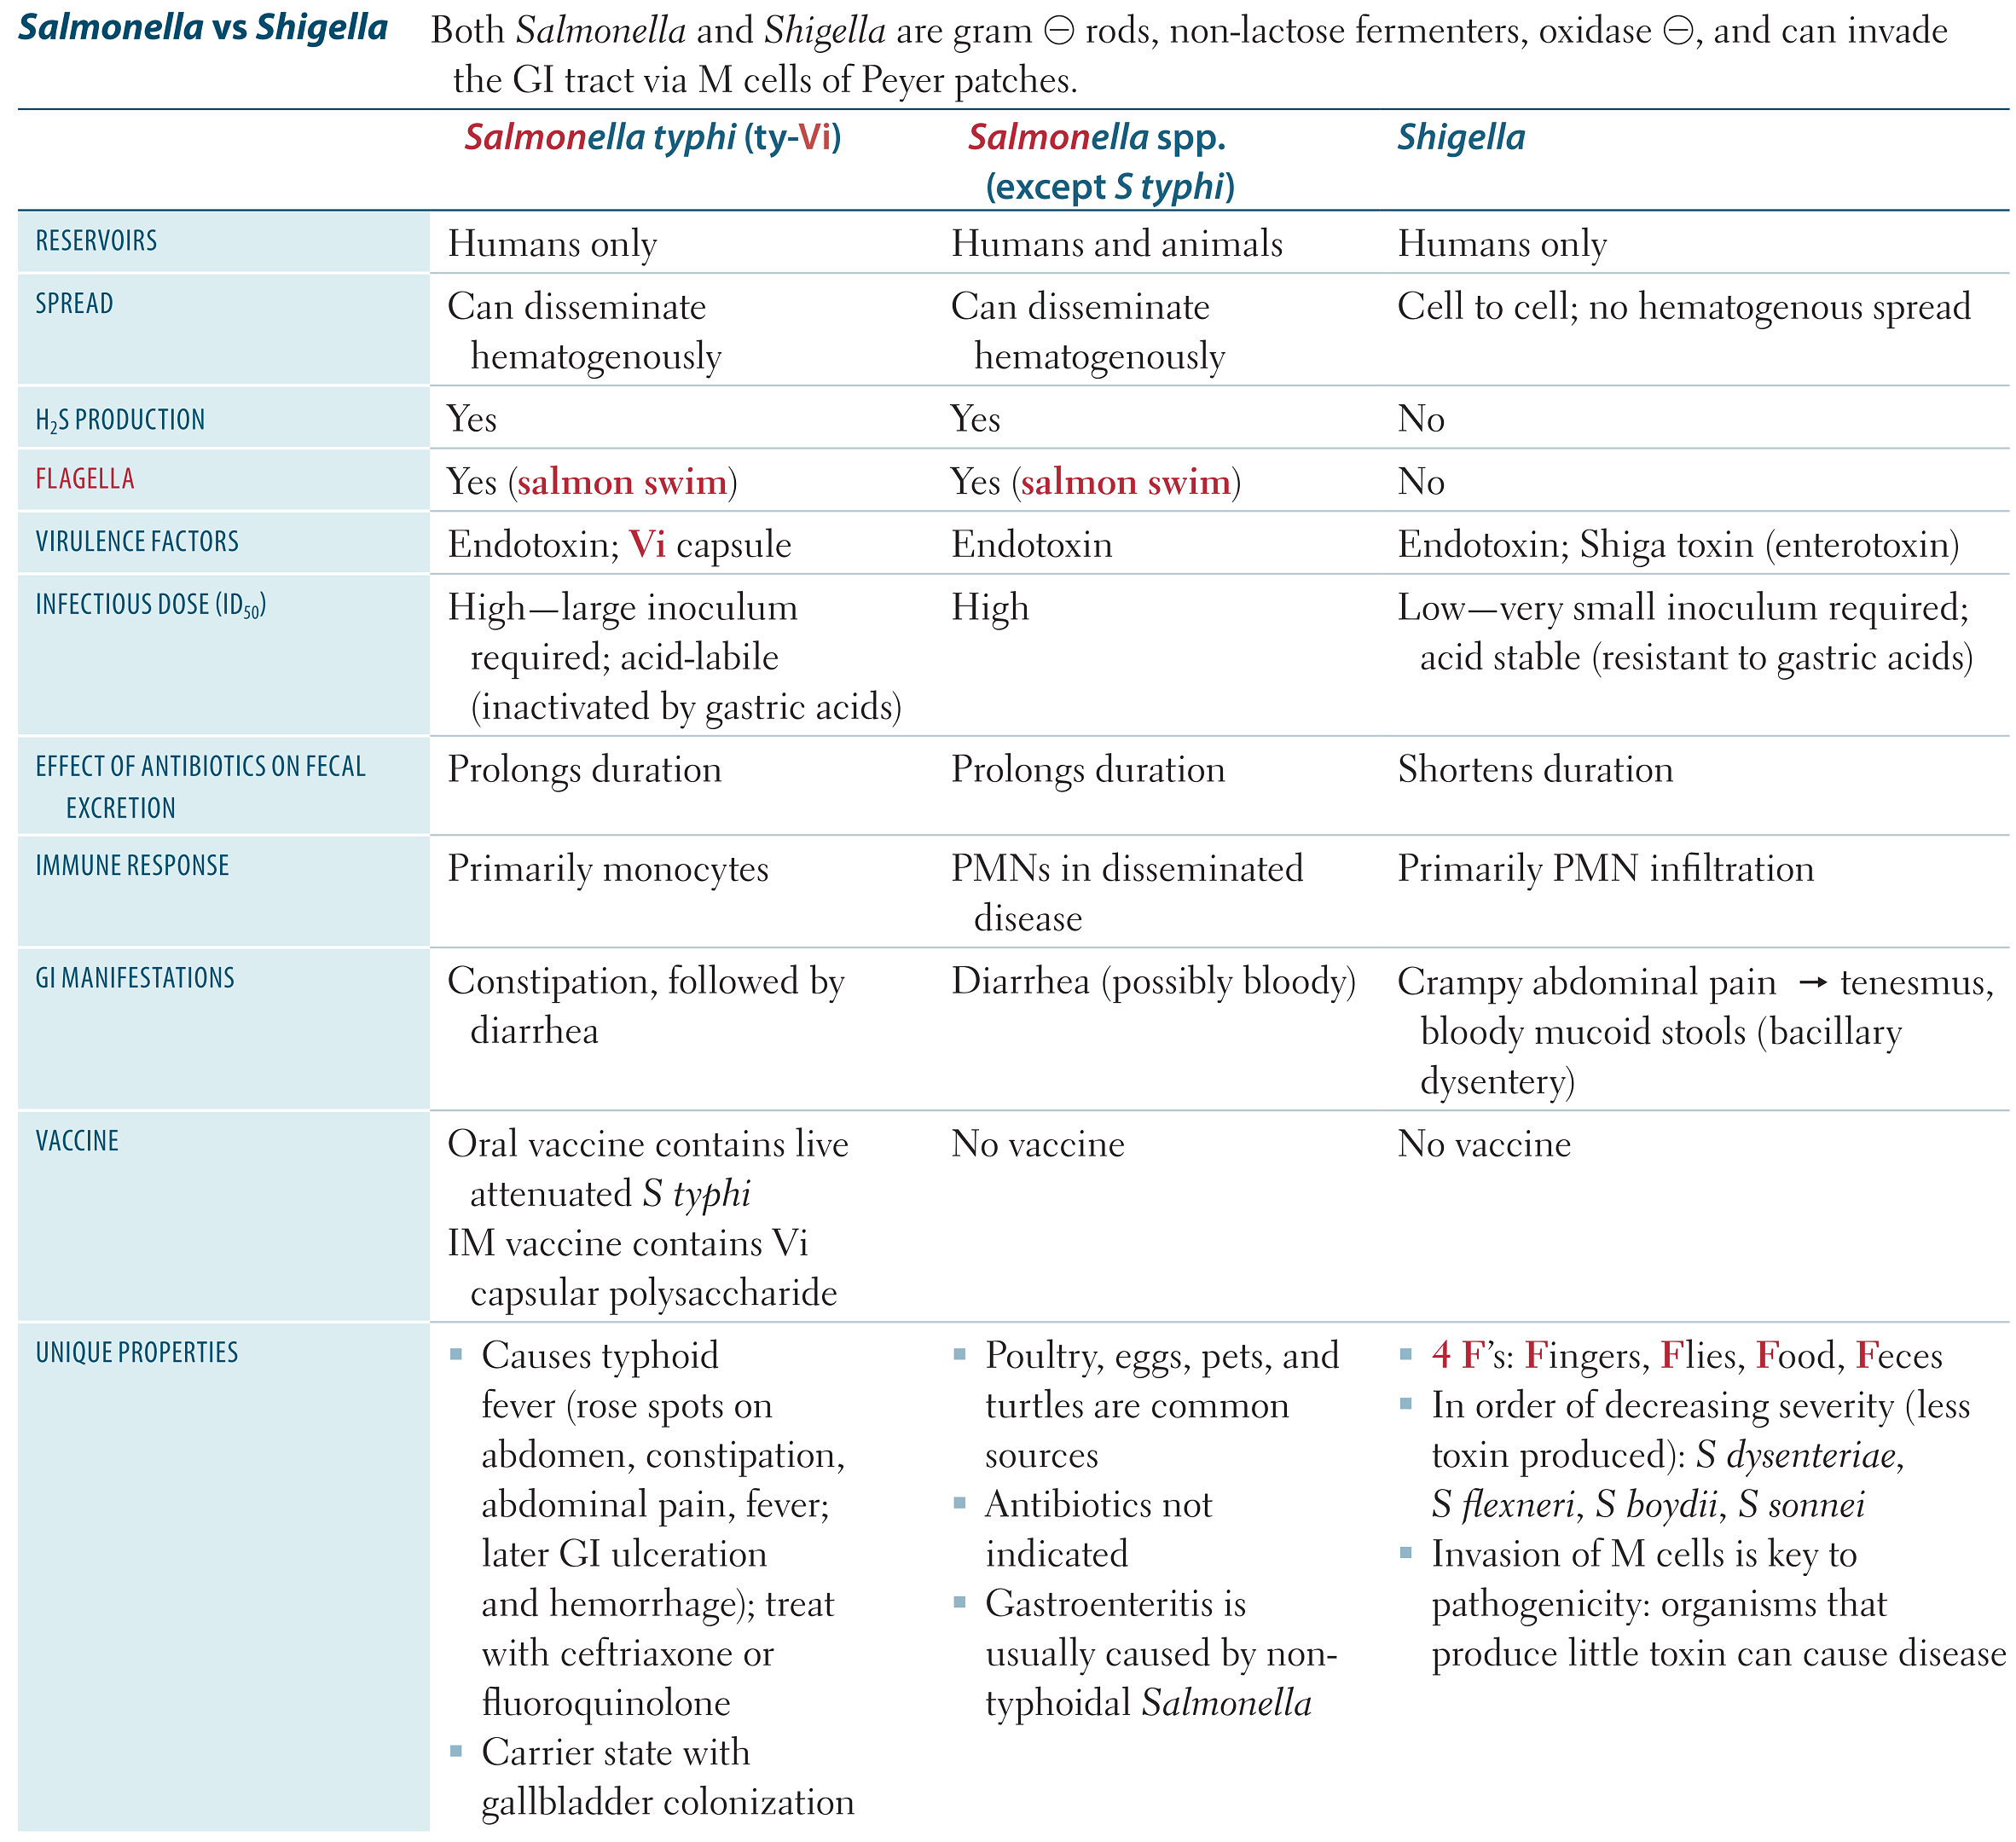 Salmonella vs Shigella
Both Salmonella and Shigella are gram ⊖ rods, non-lactose fermenters, oxidase ⊖, and can invade
the GI tract via M cells of Peyer patches.
Salmonella typhi (ty-Vi)
Salmonella spp.
(except S typhi)
Shigella
RESERVOIRS
Humans only
Humans and animals
Humans only
SPREAD
Can disseminate
hematogenously
Can disseminate
hematogenously
Cell to cell; no hematogenous spread
H₂S PRODUCTION
Yes
Yes
No
FLAGELLA
Yes (salmon swim)
Yes (salmon swim)
No
VIRULENCE FACTORS
Endotoxin; Vi capsule
Endotoxin
Endotoxin; Shiga toxin (enterotoxin)
INFECTIOUS DOSE (ID₅₀)
High—large inoculum
required; acid-labile
(inactivated by gastric acids)
High
Low—very small inoculum required;
acid stable (resistant to gastric acids)
EFFECT OF ANTIBIOTICS ON FECAL
EXCRETION
Prolongs duration
Prolongs duration
Shortens duration
IMMUNE RESPONSE
Primarily monocytes
PMNs in disseminated
disease
Primarily PMN infiltration
GI MANIFESTATIONS
Constipation, followed by
diarrhea
Diarrhea (possibly bloody)
Crampy abdominal pain → tenesmus,
bloody mucoid stools (bacillary
dysentery)
VACCINE
Oral vaccine contains live
attenuated S typhi
IM vaccine contains Vi
capsular polysaccharide
No vaccine
No vaccine
UNIQUE PROPERTIES
▪ Causes typhoid
fever (rose spots on
abdomen, constipation,
abdominal pain, fever;
later GI ulceration
and hemorrhage); treat
with ceftriaxone or
fluoroquinolone
▪ Carrier state with
gallbladder colonization
▪ Poultry, eggs, pets, and
turtles are common
sources
▪ Antibiotics not
indicated
▪ Gastroenteritis is
usually caused by non-
typhoidal Salmonella
▪ 4 F's: Fingers, Flies, Food, Feces
▪ In order of decreasing severity (less
toxin produced): S dysenteriae,
S flexneri, S boydii, S sonnei
▪ Invasion of M cells is key to
pathogenicity: organisms that
produce little toxin can cause disease